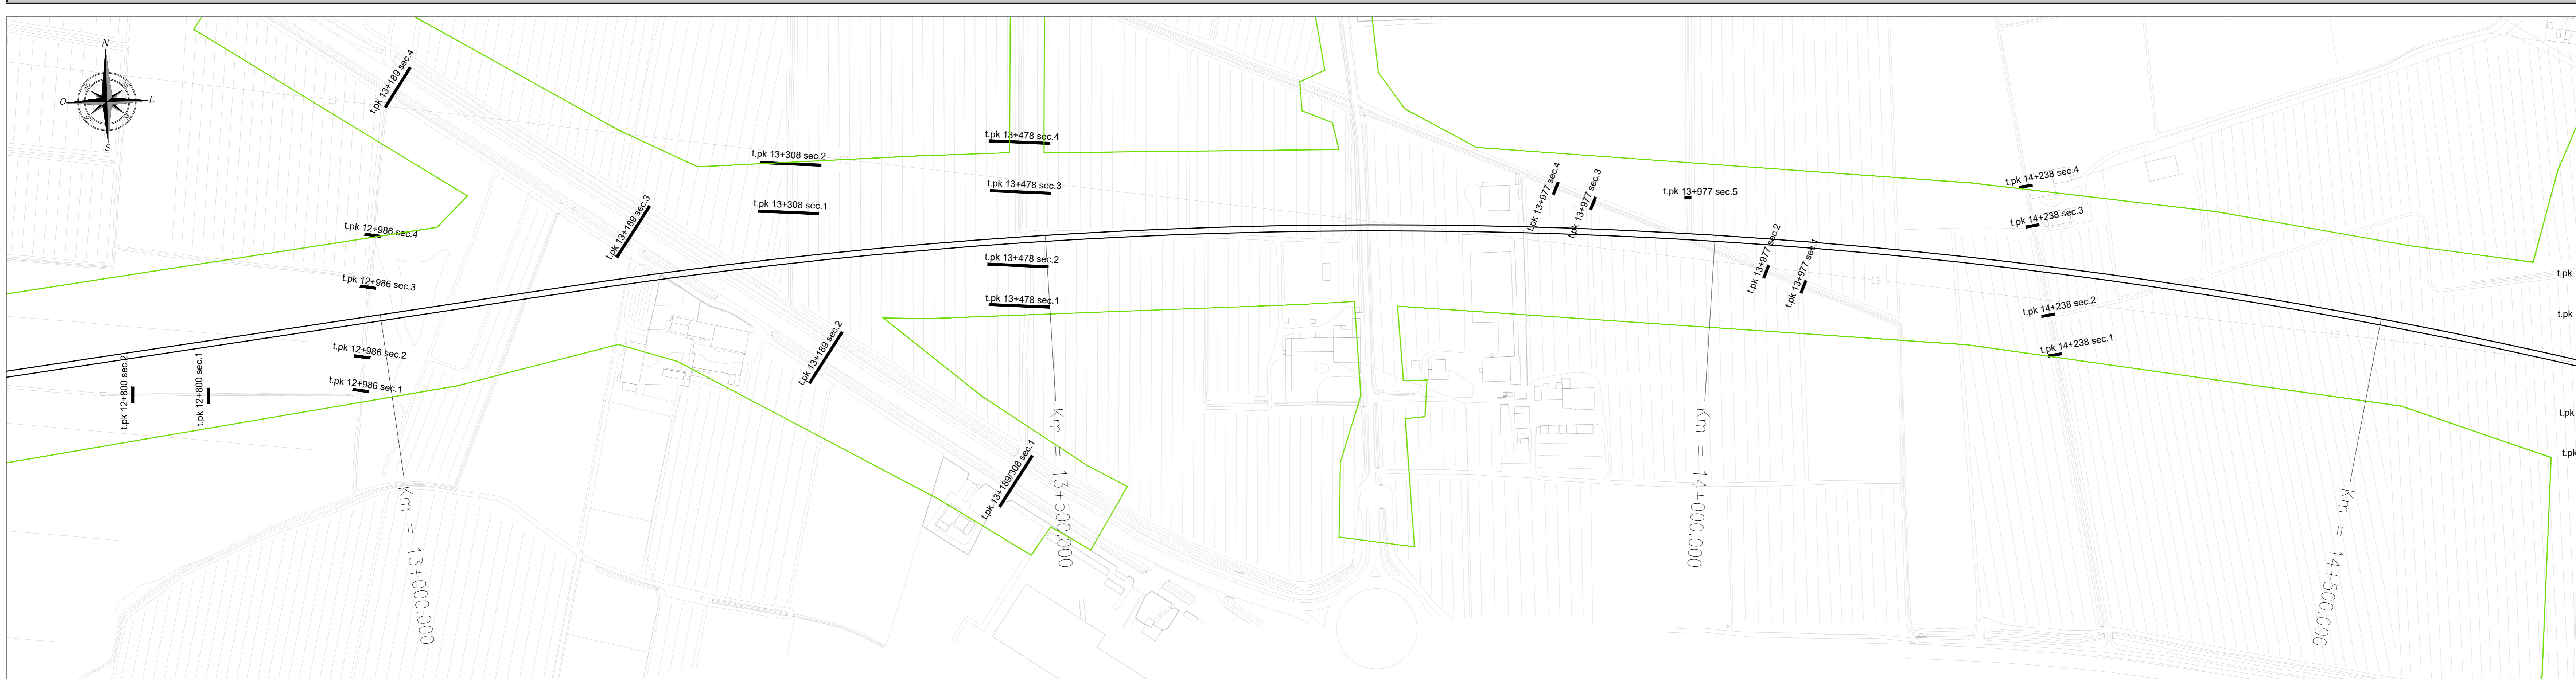 N
O
E
S
t.pk 13+189 sec.4
t.pk 13+478 sec.4
t.pk 13+308 sec.2
t.pk 13+478 sec.3
t.pk 13+308 sec.1
t.pk 13+189 sec.3
t.pk 12+986 sec.4
t.pk 12+986 sec.3
t.pk 13+478 sec.2
t.pk 13+478 sec.1
t.pk 12+986 sec.2
t.pk 12+986 sec.1
t.pk 12+800 sec.2
t.pk 12+800 sec.1
t.pk 13+189 sec.2
t.pk 13+189/308 sec.1
t.pk 13+977 sec.4
t.pk 13+977 sec.3
t.pk 13+977 sec.5
t.pk 13+977 sec.2
t.pk 13+977 sec.1
t.pk 14+238 sec.4
t.pk 14+238 sec.3
t.pk 14+238 sec.2
t.pk 14+238 sec.1
t.pk
t.pk
t.pk
t.pk
Km = 13+000.000
Km = 13+500.000
Km = 14+000.000
Km = 14+500.000